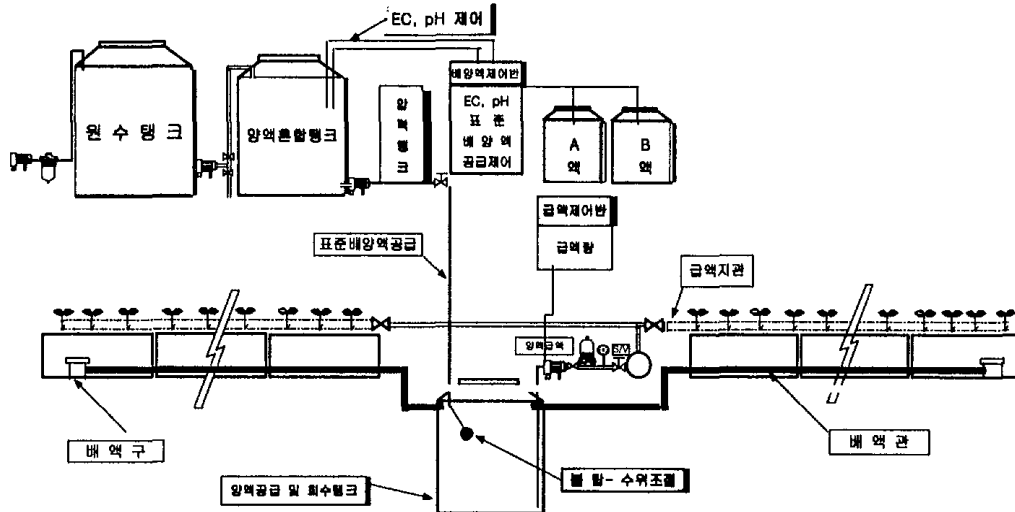 EC, pH 제어
원 수 탱 크
양액혼합탱크
압
력
탱
크
배양액제어반
EC, pH
표 준
배 양 액
공급제어
A
액
B
액
급액제어반
급액량
표준배양액공급
급액지관
양액급액
S/V
배 액 구
배 액 관
양액공급 및 회수탱크
볼 탑- 수위조절